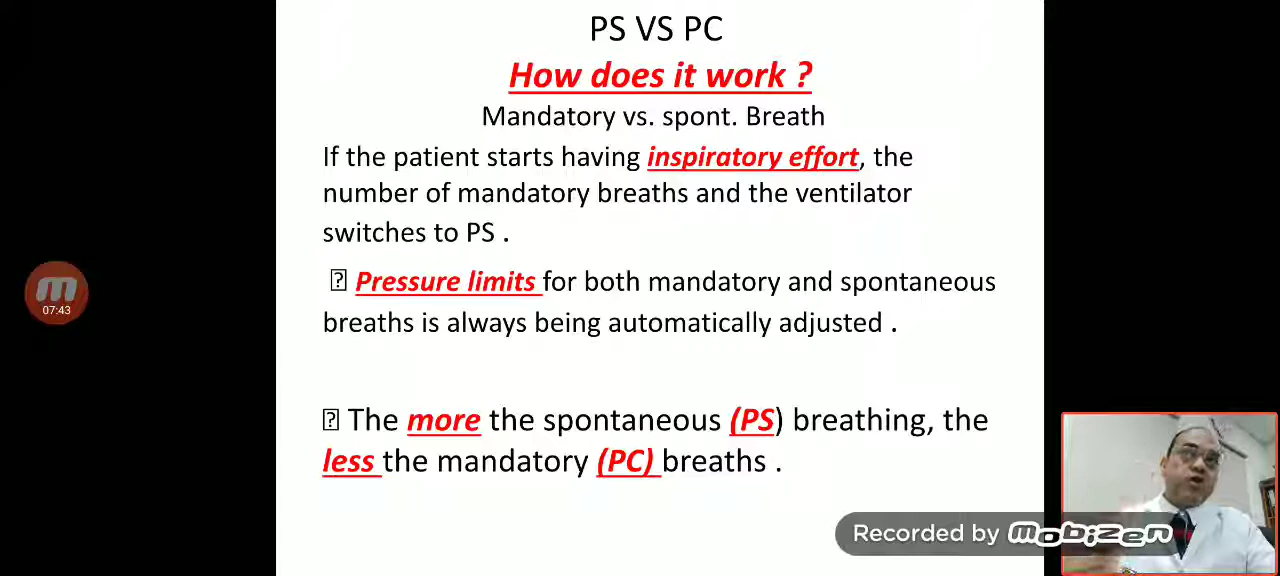 PS VS PC
How does it work ?
Mandatory vs. spont. Breath
If the patient starts having inspiratory effort, the
number of mandatory breaths and the ventilator
switches to PS .
Pressure limits for both mandatory and spontaneous
breaths is always being automatically adjusted .
The more the spontaneous (PS) breathing, the
less the mandatory (PC) breaths .
07:43
Recorded by mobizen